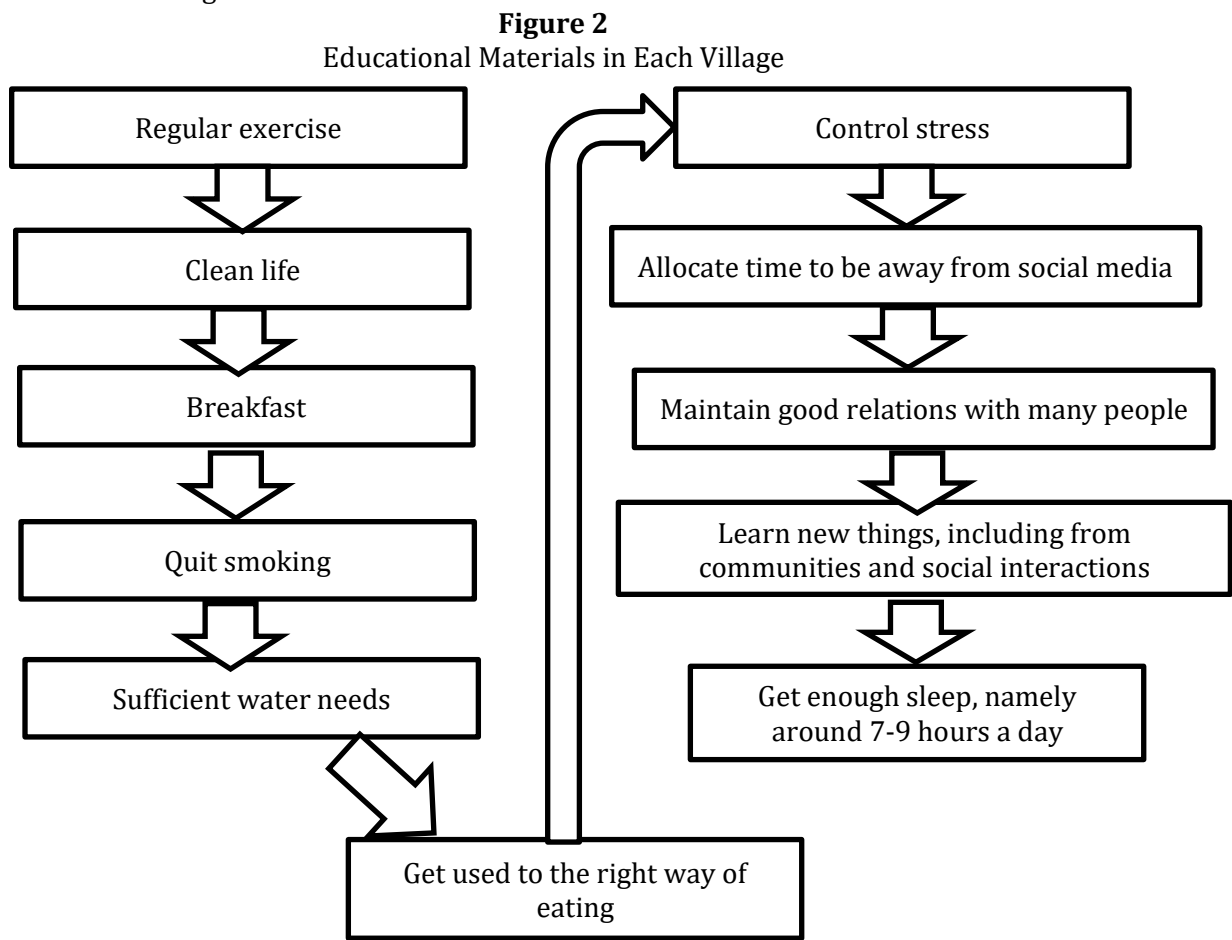 Figure 2
Educational Materials in Each Village
Regular exercise
Clean life
Breakfast
Quit smoking
Sufficient water needs
Get used to the right way of
eating
Control stress
Allocate time to be away from social media
Maintain good relations with many people
Learn new things, including from
communities and social interactions
Get enough sleep, namely
around 7-9 hours a day